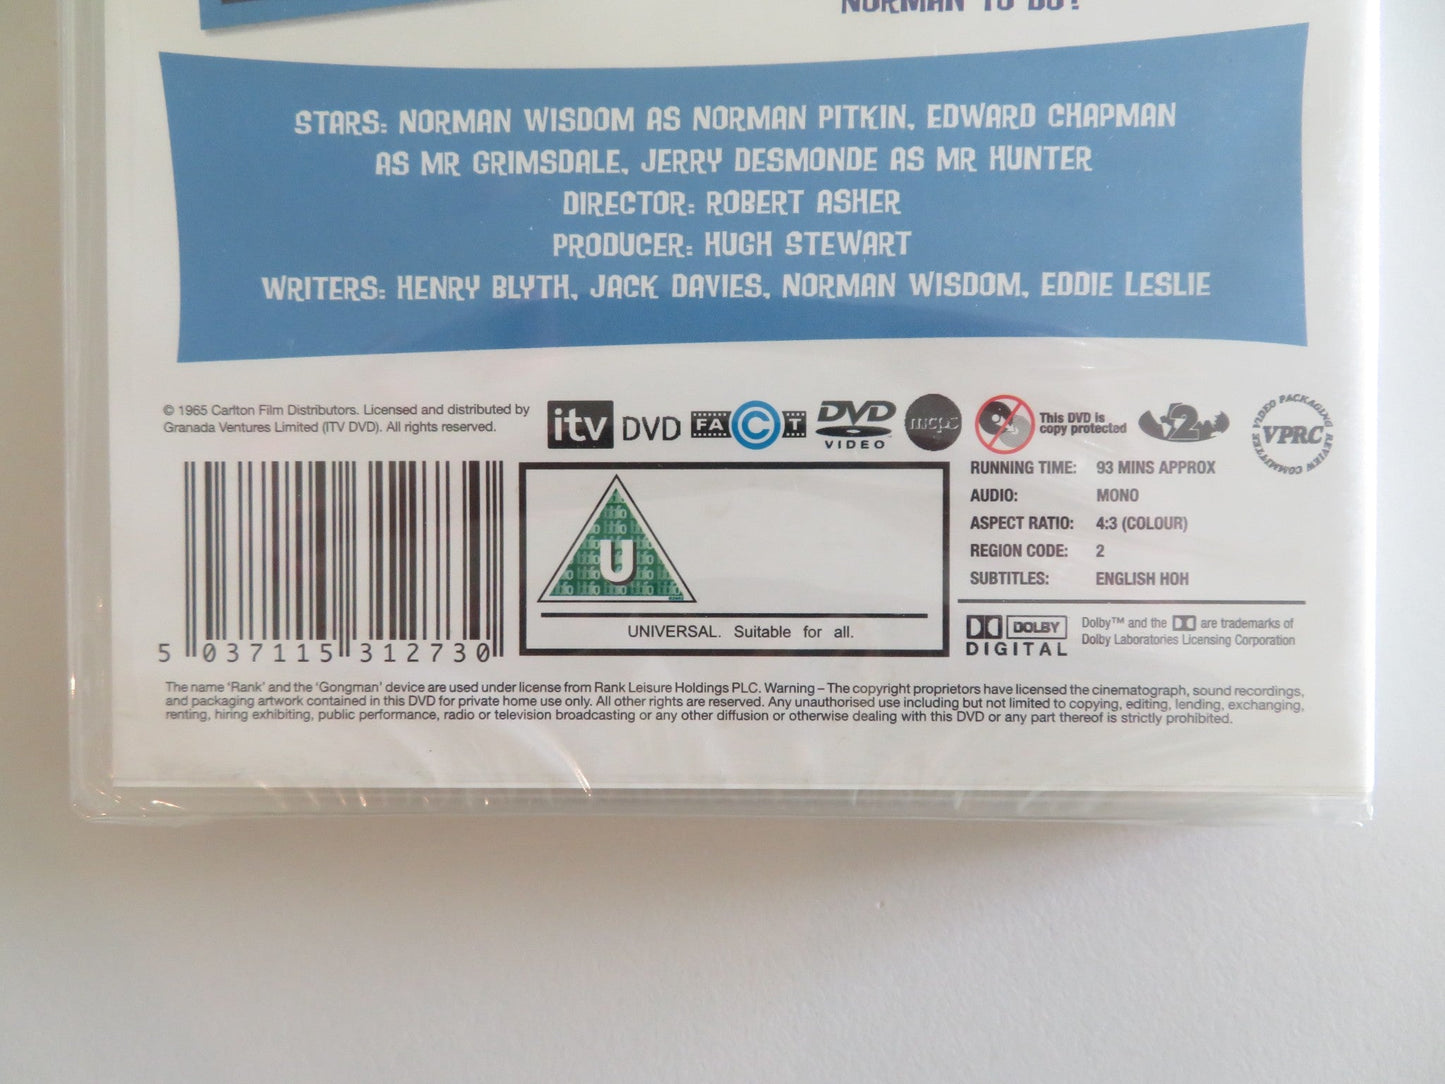 NORMAN TO DO?
STARS: NORMAN WISDOM AS NORMAN PITKIN, EDWARD CHAPMAN
AS MR GRIMSDALE, JERRY DESMONDE AS MR HUNTER
DIRECTOR: ROBERT ASHER
PRODUCER: HUGH STEWART
WRITERS: HENRY BLYTH, JACK DAVIES, NORMAN WISDOM, EDDIE LESLIE
© 1965 Carlton Film Distributors. Licensed and distributed by
Granada Ventures Limited (ITV DVD). All rights reserved.
itv DVD
FACT
DVD
VIDEO
mcps
This DVD is
copy protected
2
VIDEO PACKAGING REVIEW COMMITTEE
VPRC
5 037115 312730
U
UNIVERSAL. Suitable for all.
RUNNING TIME: 93 MINS APPROX
AUDIO: MONO
ASPECT RATIO: 4:3 (COLOUR)
REGION CODE: 2
SUBTITLES: ENGLISH HOH
DOLBY
DIGITAL
Dolby™ and the are trademarks of
Dolby Laboratories Licensing Corporation
The name 'Rank' and the 'Gongman' device are used under license from Rank Leisure Holdings PLC. Warning – The copyright proprietors have licensed the cinematograph, sound recordings,
and packaging artwork contained in this DVD for private home use only. All other rights are reserved. Any unauthorised use including but not limited to copying, editing, lending, exchanging,
renting, hiring exhibiting, public performance, radio or television broadcasting or any other diffusion or otherwise dealing with this DVD or any part thereof is strictly prohibited.